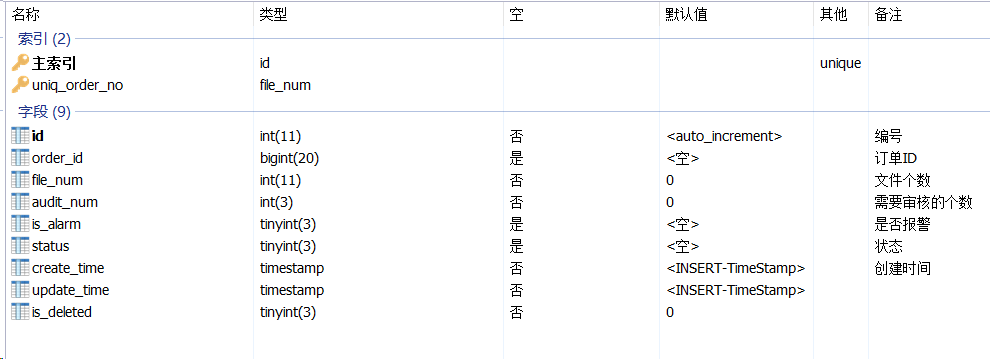 名称 类型 空 默认值 其他 备注
索引 (2)
主索引 id unique
uniq_order_no file_num
字段 (9)
id int(11) 否 <auto_increment> 编号
order_id bigint(20) 是 <空> 订单ID
file_num int(11) 否 0 文件个数
audit_num int(3) 否 0 需要审核的个数
is_alarm tinyint(3) 是 <空> 是否报警
status tinyint(3) 是 <空> 状态
create_time timestamp 否 <INSERT-TimeStamp> 创建时间
update_time timestamp 否 <INSERT-TimeStamp>
is_deleted tinyint(3) 否 0